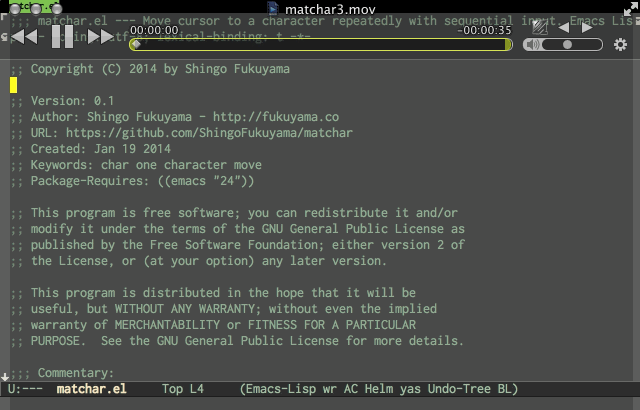 matchar3.mov
;;; matchar.el --- Move cursor to a character repeatedly with sequential input, Emacs Lis
lexical-binding: t -*-
00:00:00
-00:00:35
;; Copyright (C) 2014 by Shingo Fukuyama
;; Version: 0.1
;; Author: Shingo Fukuyama - http://fukuyama.co
;; URL: https://github.com/ShingoFukuyama/matchar
;; Created: Jan 19 2014
;; Keywords: char one character move
;; Package-Requires: ((emacs "24"))
;; This program is free software; you can redistribute it and/or
;; modify it under the terms of the GNU General Public License as
;; published by the Free Software Foundation; either version 2 of
;; the License, or (at your option) any later version.
;; This program is distributed in the hope that it will be
;; useful, but WITHOUT ANY WARRANTY; without even the implied
;; warranty of MERCHANTABILITY or FITNESS FOR A PARTICULAR
;; PURPOSE.  See the GNU General Public License for more details.
;;; Commentary:
U:---  matchar.el     Top L4     (Emacs-Lisp wr AC Helm yas Undo-Tree BL)